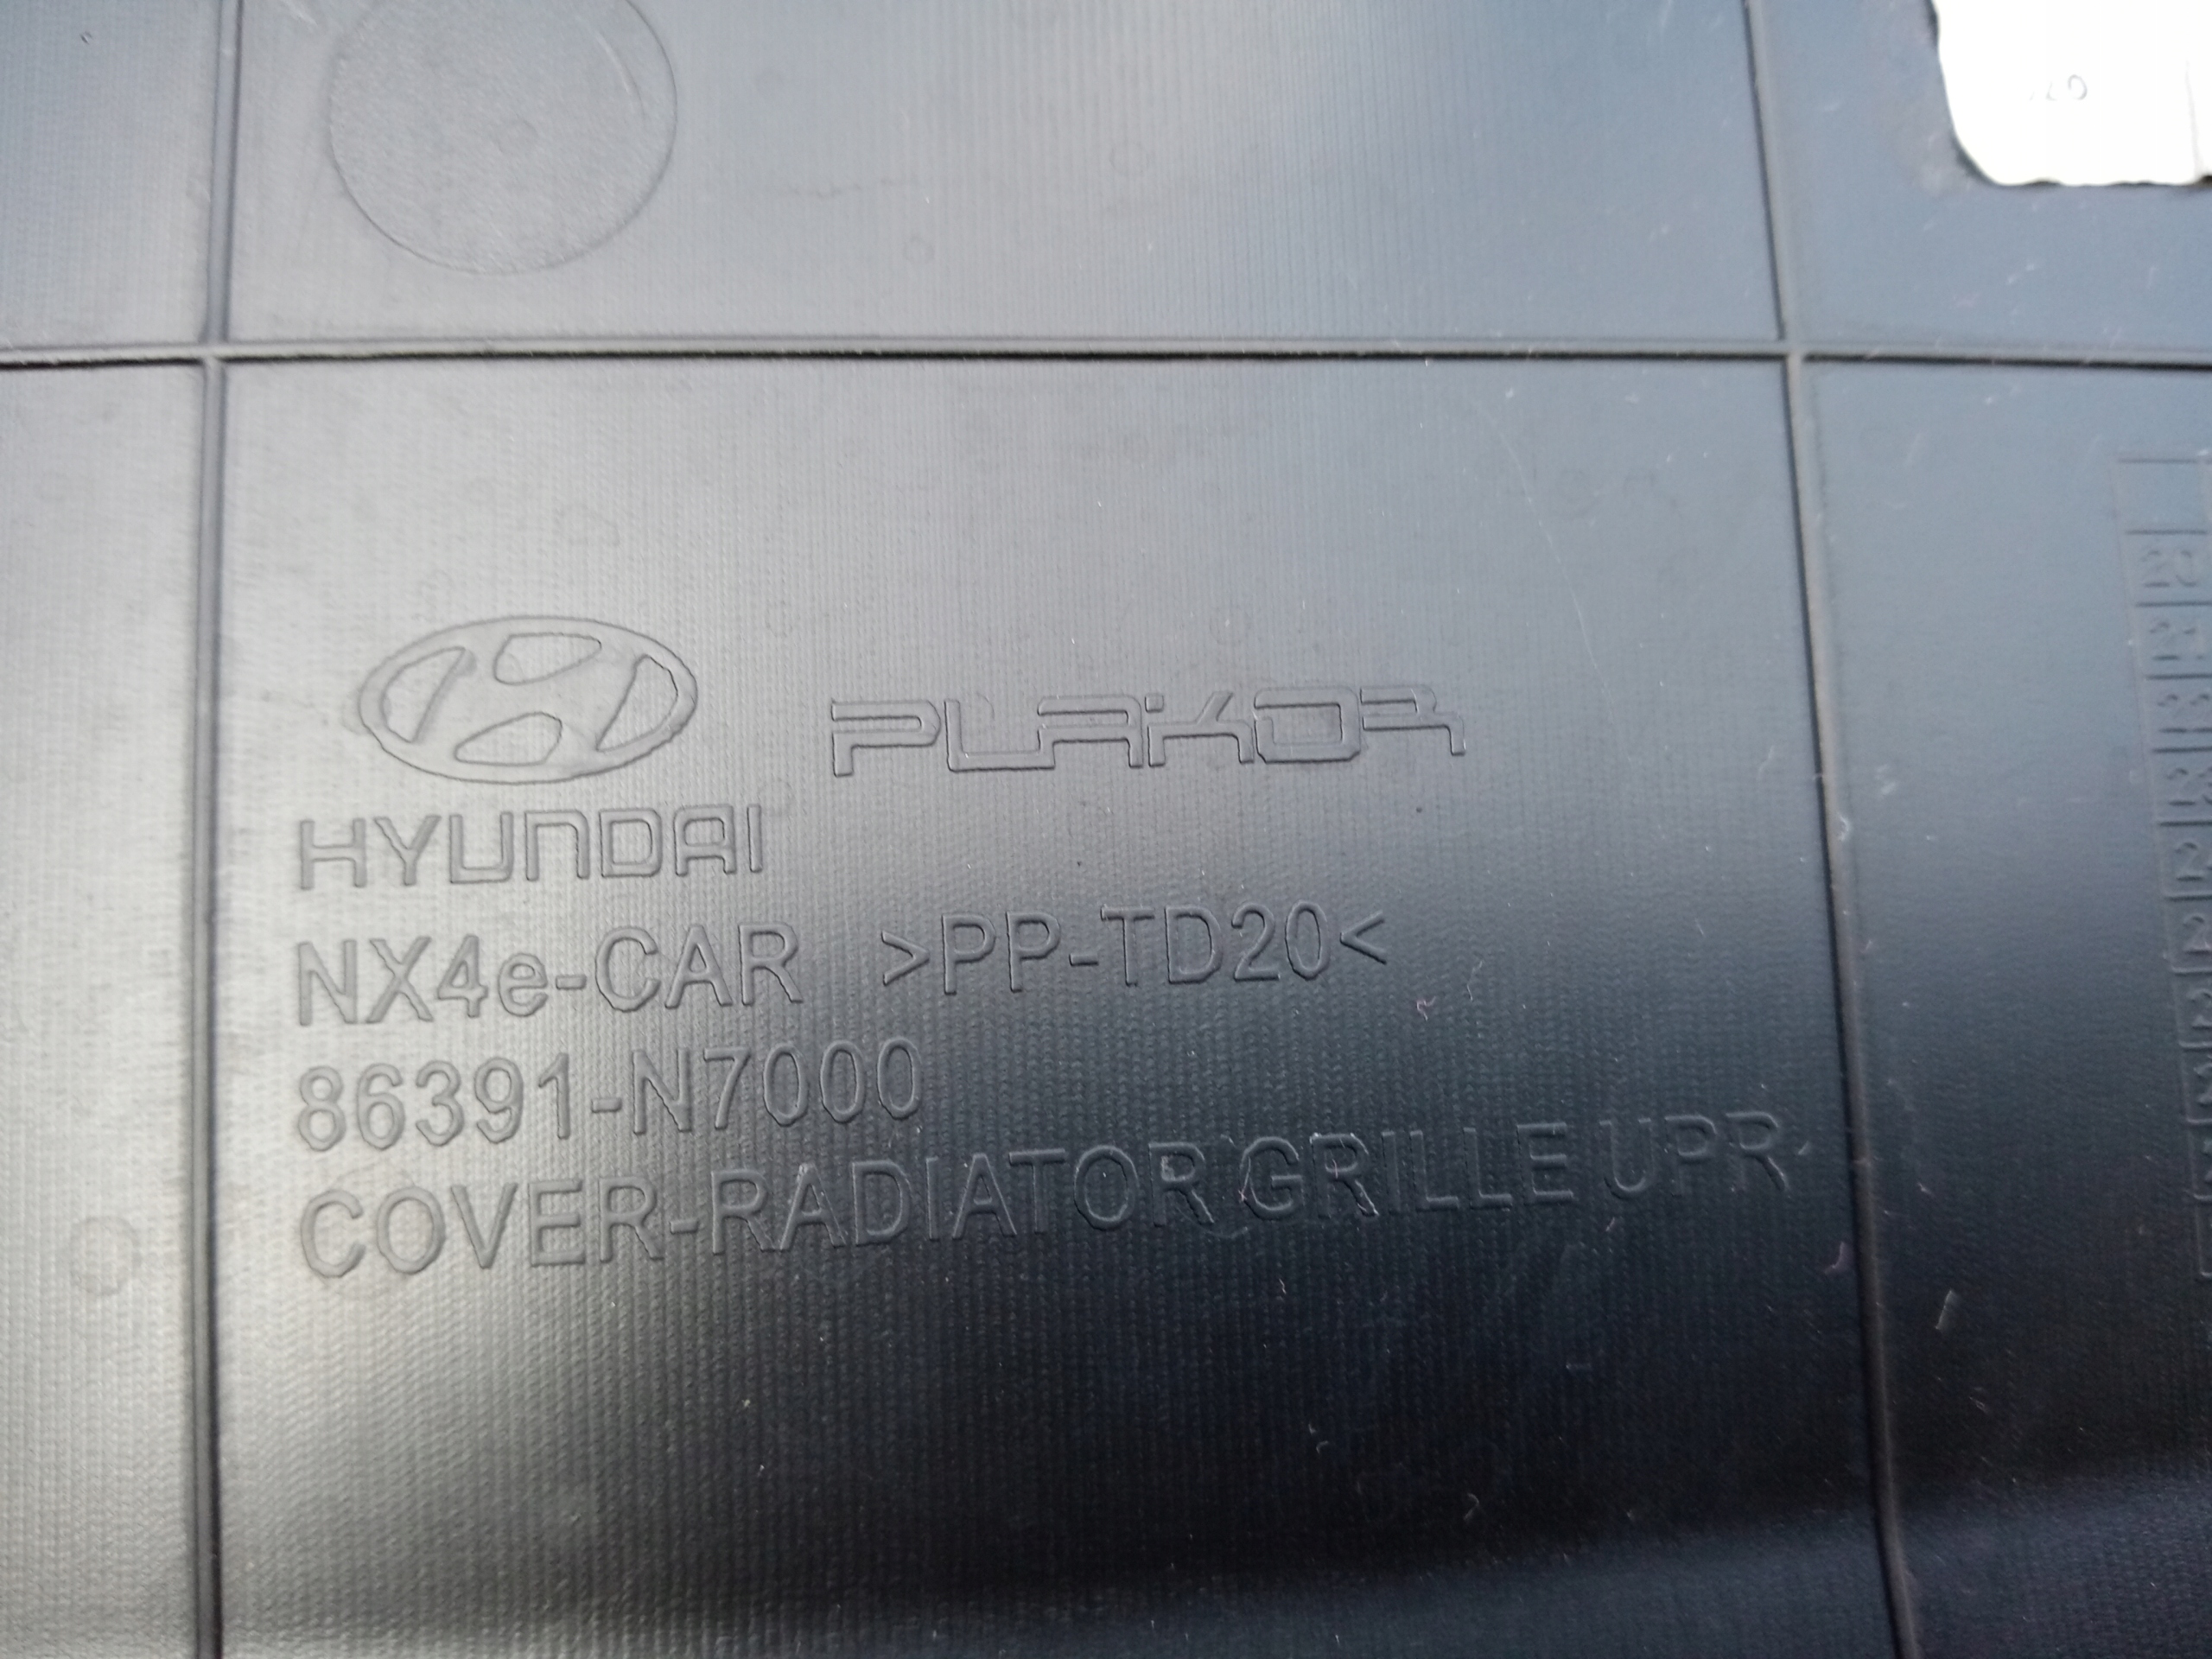 PLAKOR
HYUNDAI
NX4e-CAR >PP-TD20<
86391-N7000
COVER-RADIATOR GRILLE UPR